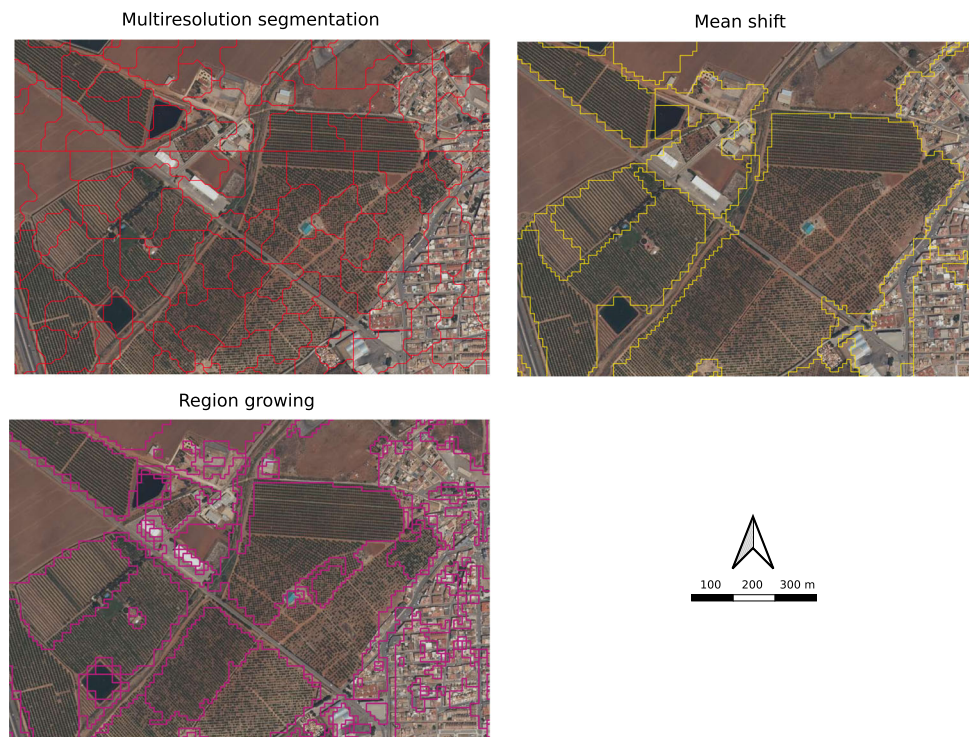 Multiresolution segmentation
Mean shift
Region growing
100 200 300 m